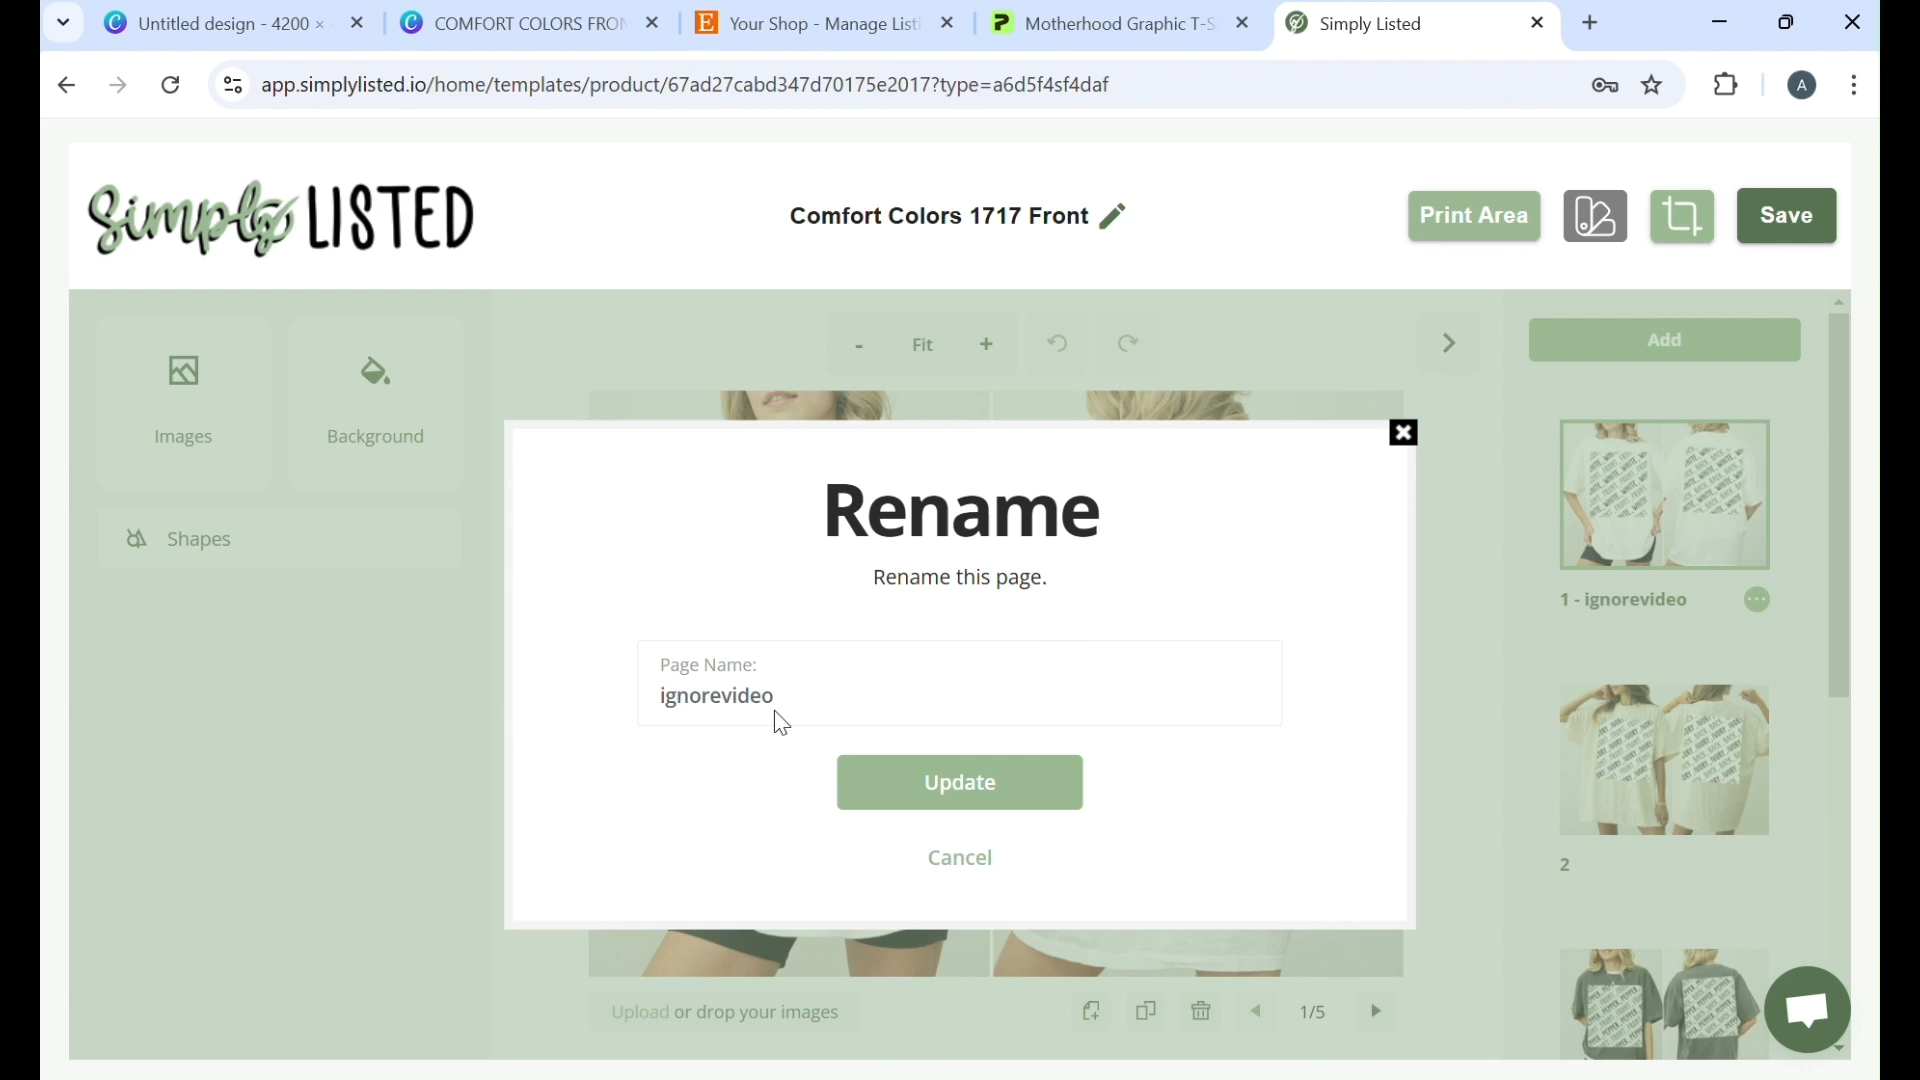 Untitled design - 4200 ×
COMFORT COLORS FRON
Your Shop - Manage Listi
Motherhood Graphic T-S
Simply Listed
app.simplylisted.io/home/templates/product/67ad27cabd347d70175e2017?type=a6d5f4sf4daf
A
Simply LISTED
Comfort Colors 1717 Front
Print Area
Save
Images
Background
Shapes
- Fit +
Add
Rename
Rename this page.
Page Name:
ignorevideo
Update
Cancel
1 - ignorevideo
2
Upload or drop your images
1/5